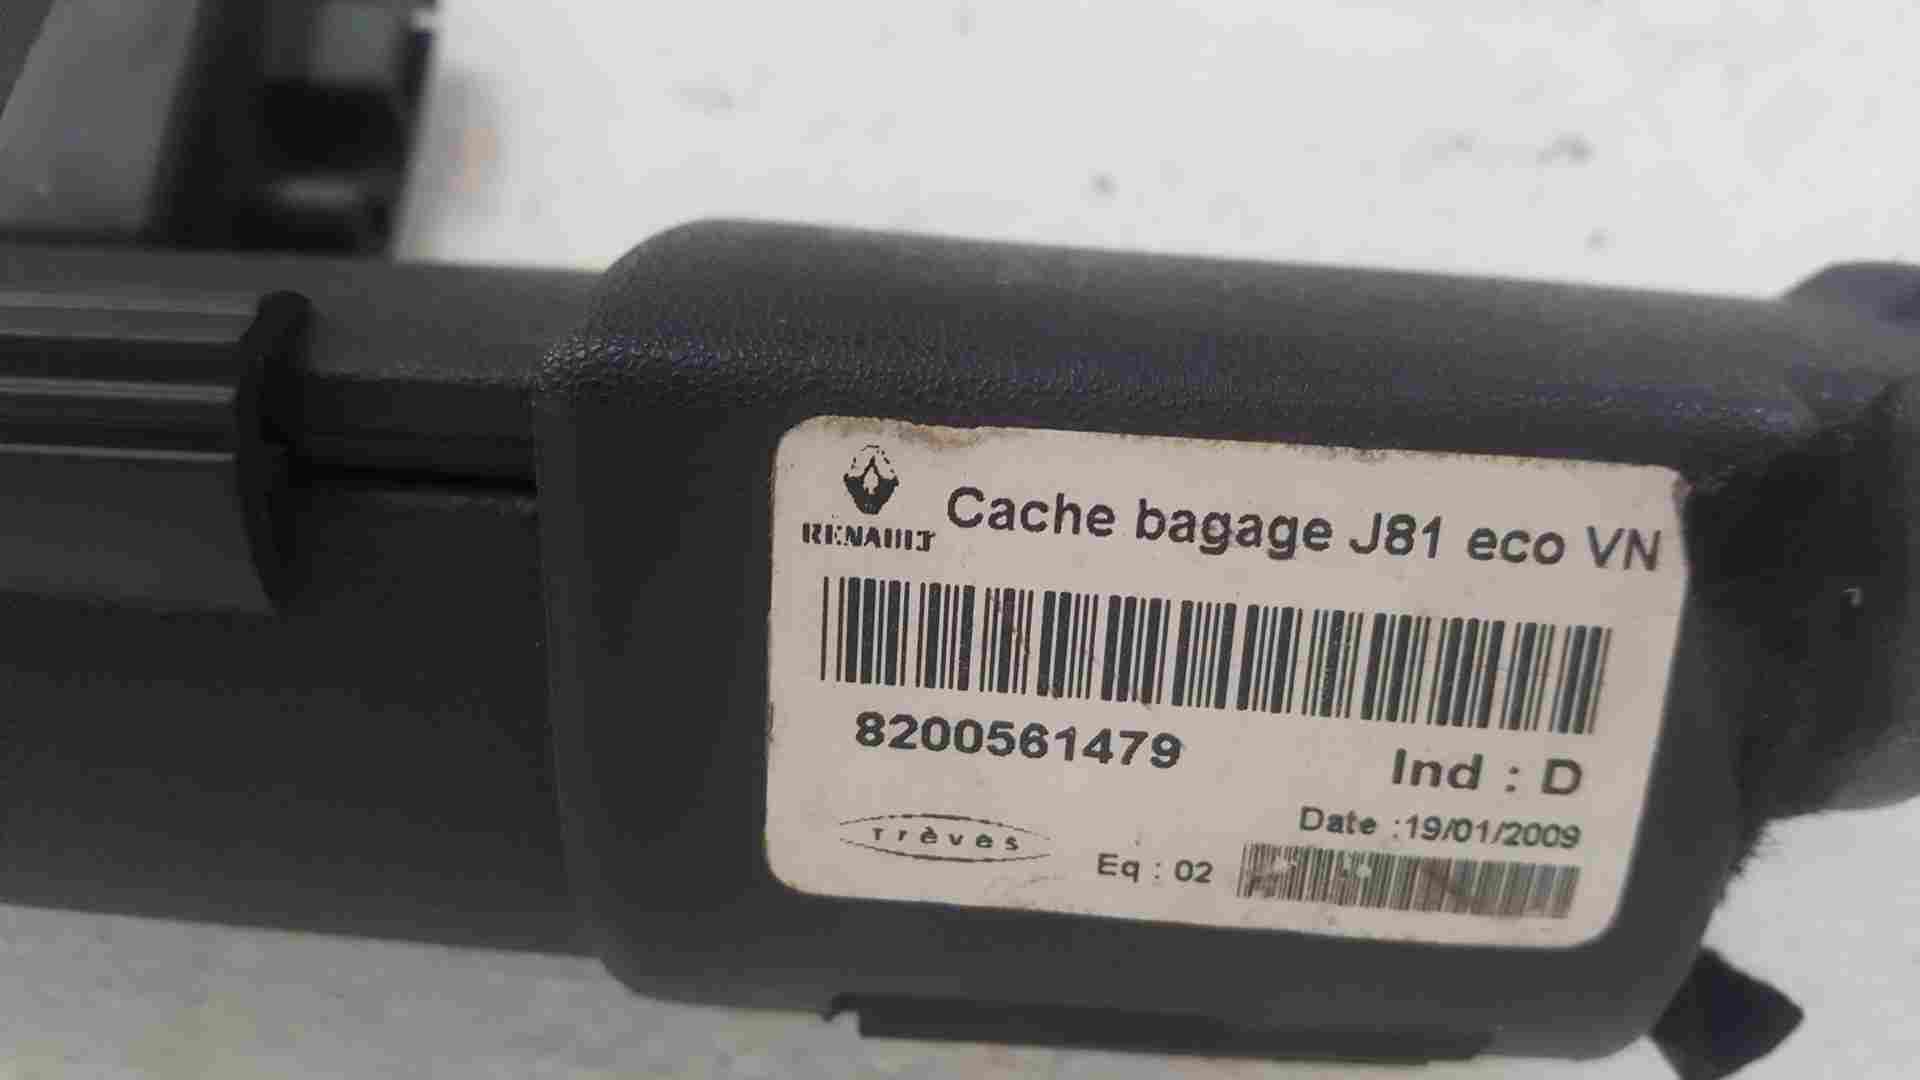 RENAULT
Cache bagage J81 eco VN
8200561479
Ind : D
Date :19/01/2009
Trèves
Eq : 02